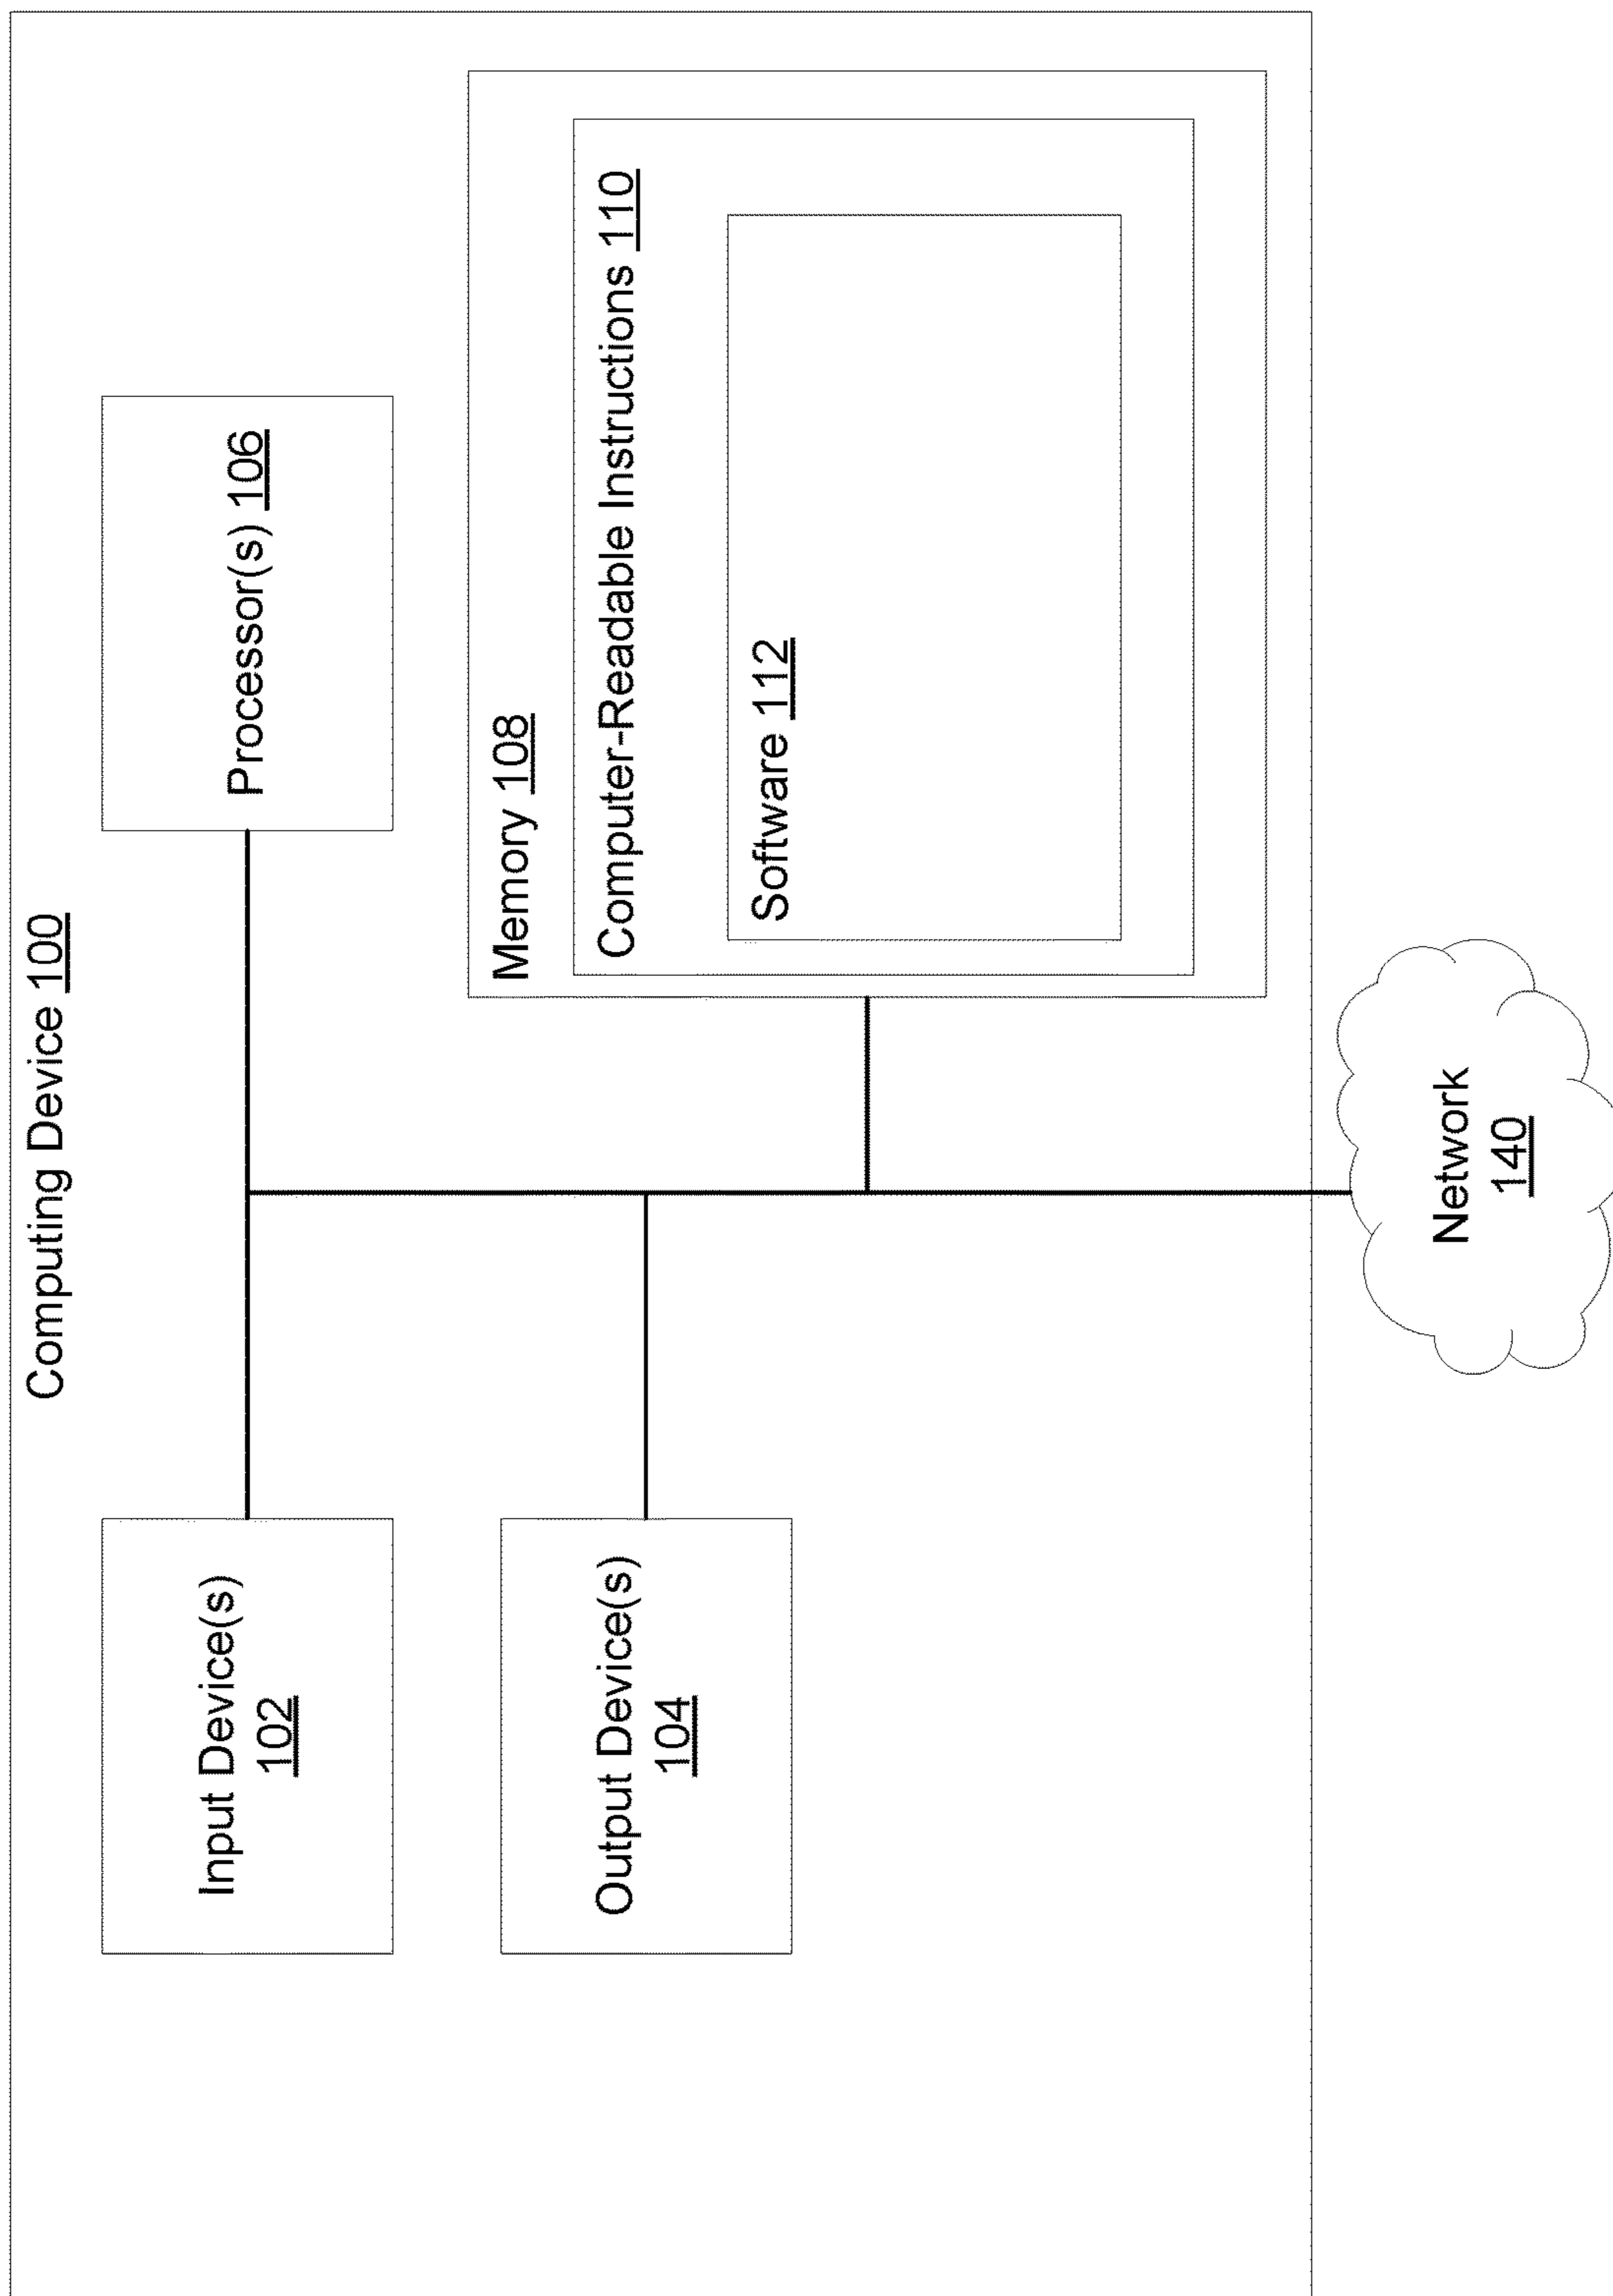 Computing Device 100
Input Device(s)
102
Processor(s) 106
Output Device(s)
104
Memory 108
Computer-Readable Instructions 110
Software 112
Network
140